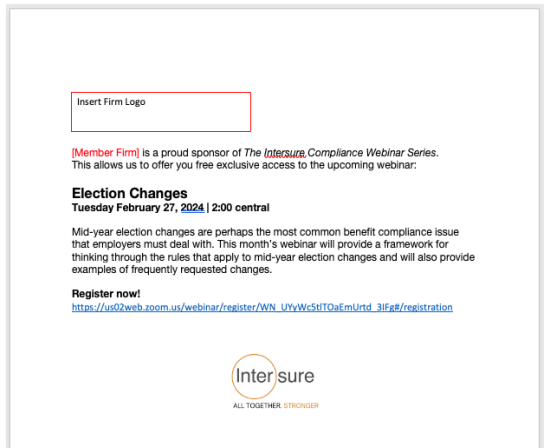 Insert Firm Logo
[Member Firm] is a proud sponsor of The Intersure Compliance Webinar Series.
This allows us to offer you free exclusive access to the upcoming webinar:
Election Changes
Tuesday February 27, 2024 | 2:00 central
Mid-year election changes are perhaps the most common benefit compliance issue
that employers must deal with. This month's webinar will provide a framework for
thinking through the rules that apply to mid-year election changes and will also provide
examples of frequently requested changes.
Register now!
https://us02web.zoom.us/webinar/register/WN_UYyWc5tlTOaEmUrtd_3IFg#/registration
Intersure
ALL TOGETHER. STRONGER